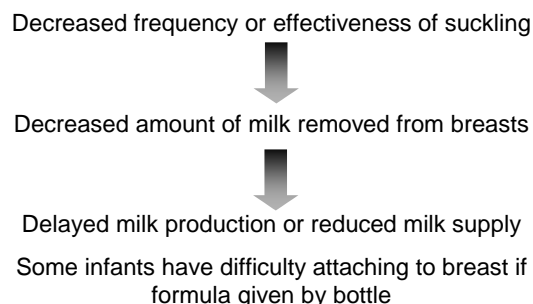 Decreased frequency or effectiveness of suckling
Decreased amount of milk removed from breasts
Delayed milk production or reduced milk supply
Some infants have difficulty attaching to breast if
formula given by bottle